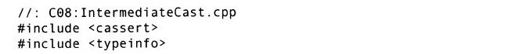 //: C08:IntermediateCast.cpp
#include <cassert>
#include <typeinfo>